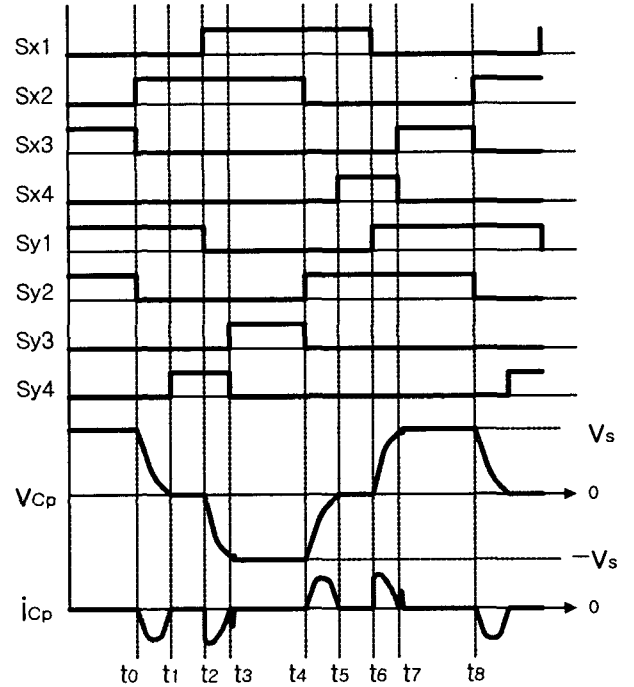 Sx1
Sx2
Sx3
Sx4
Sy1
Sy2
Sy3
Sy4
Vs
VCp 0
-Vs
iCp 0
t0 t1 t2 t3 t4 t5 t6 t7 t8